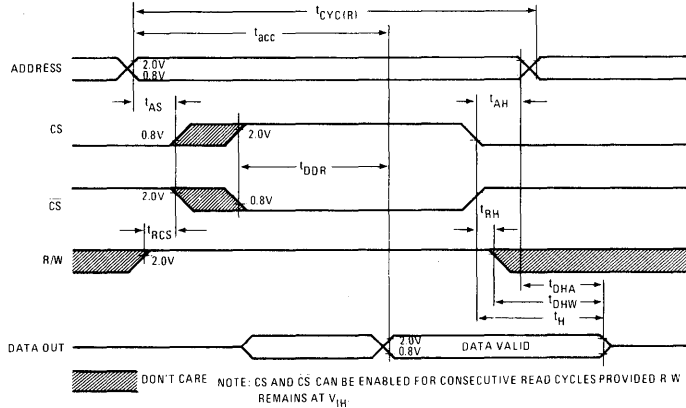 tCYC(R)
tacc
ADDRESS
2.0V
0.8V
tAS
tAH
CS
0.8V
2.0V
tDDR
CS
2.0V
0.8V
tRCS
tRH
R/W
2.0V
tDHA
tDHW
tH
DATA OUT
2.0V
0.8V
DATA VALID
DON'T CARE
NOTE: CS AND CS CAN BE ENABLED FOR CONSECUTIVE READ CYCLES PROVIDED R W
REMAINS AT VIH.